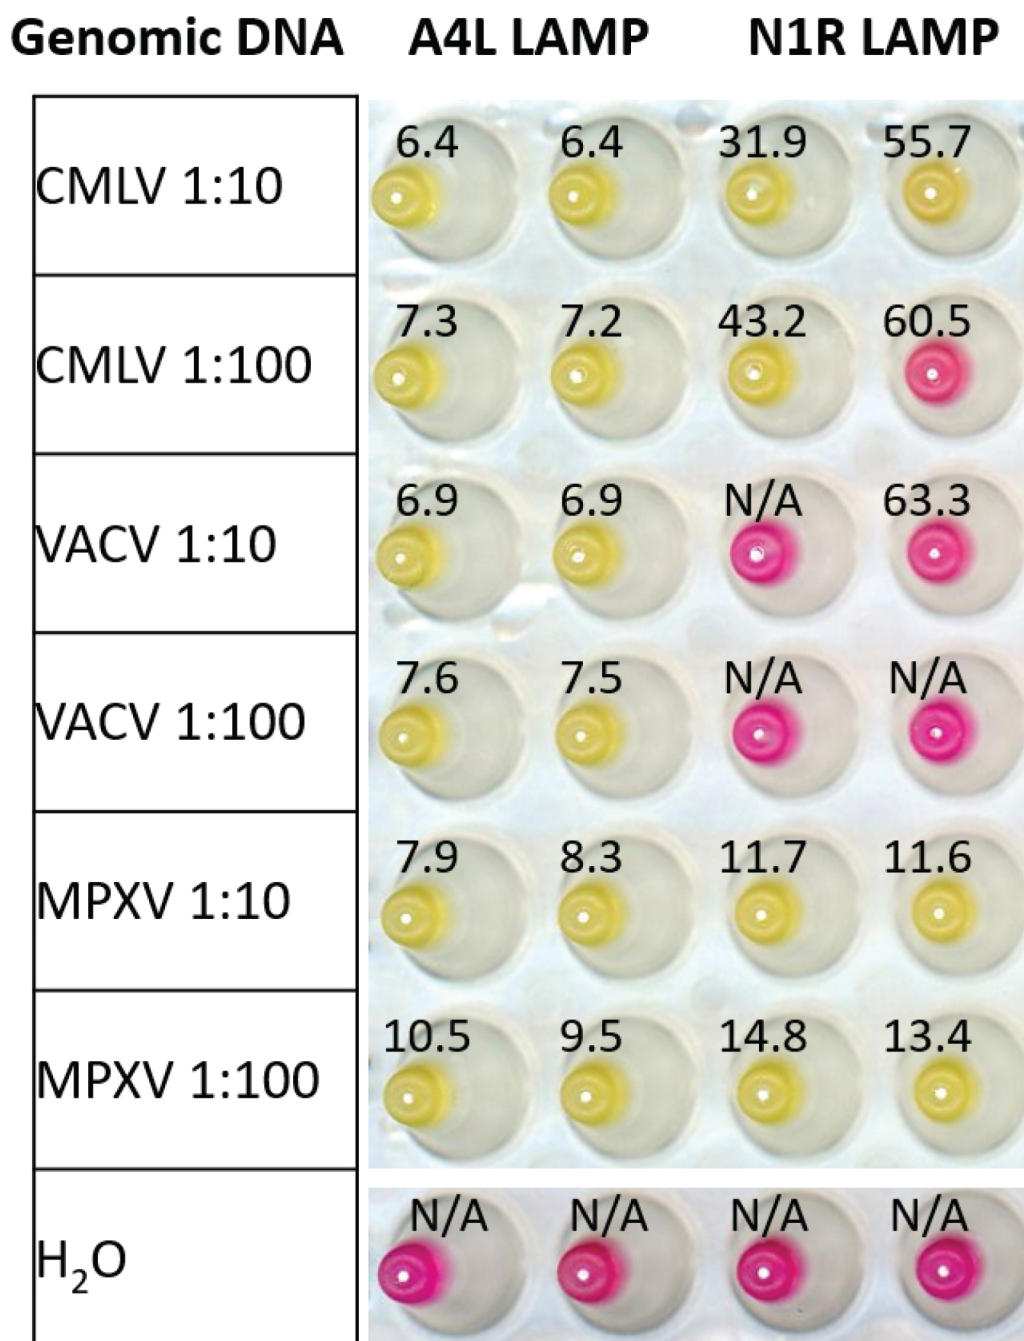 Genomic DNA A4L LAMP N1R LAMP
CMLV 1:10 6.4 6.4 31.9 55.7
CMLV 1:100 7.3 7.2 43.2 60.5
VACV 1:10 6.9 6.9 N/A 63.3
VACV 1:100 7.6 7.5 N/A N/A
MPXV 1:10 7.9 8.3 11.7 11.6
MPXV 1:100 10.5 9.5 14.8 13.4
H₂O N/A N/A N/A N/A